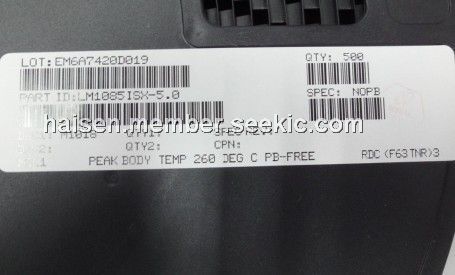 LOT:EM6A7420D019
QTY: 500
PART ID:LM1085ISX-5.0
SPEC: NOPB
haisen.member.seekic.com
M1018
QTY2:
CPN:
PEAK BODY TEMP 260 DEG C PB-FREE
RDC (F63TNR)3